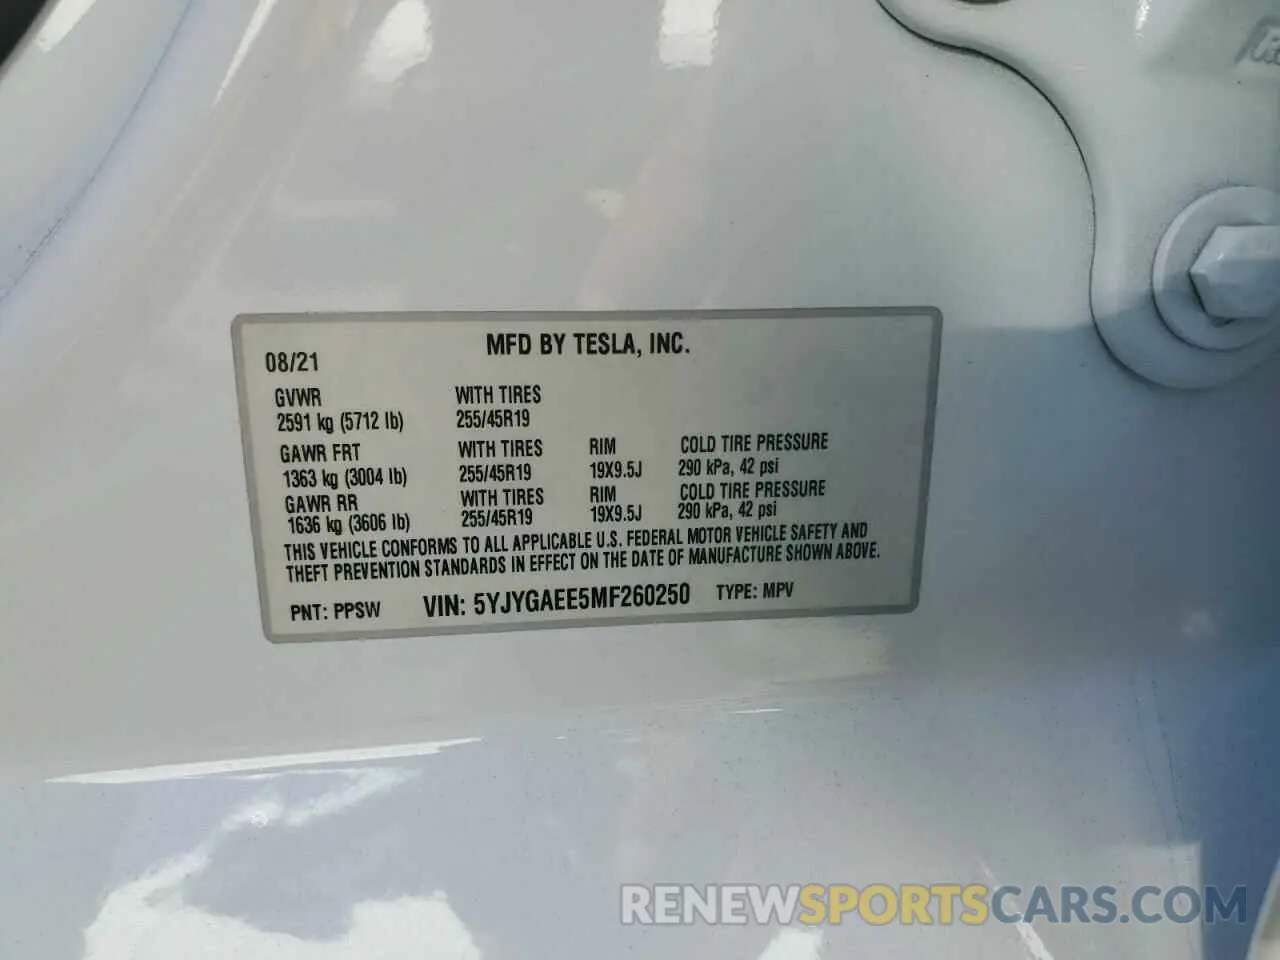 MFD BY TESLA, INC.
08/21
GVWR WITH TIRES
2591 kg (5712 lb) 255/45R19
GAWR FRT WITH TIRES RIM COLD TIRE PRESSURE
1363 kg (3004 lb) 255/45R19 19X9.5J 290 kPa, 42 psi
GAWR RR WITH TIRES RIM COLD TIRE PRESSURE
1636 kg (3606 lb) 255/45R19 19X9.5J 290 kPa, 42 psi
THIS VEHICLE CONFORMS TO ALL APPLICABLE U.S. FEDERAL MOTOR VEHICLE SAFETY AND
THEFT PREVENTION STANDARDS IN EFFECT ON THE DATE OF MANUFACTURE SHOWN ABOVE.
PNT: PPSW VIN: 5YJYGAEE5MF260250 TYPE: MPV
RENEWSPORTSCARS.COM